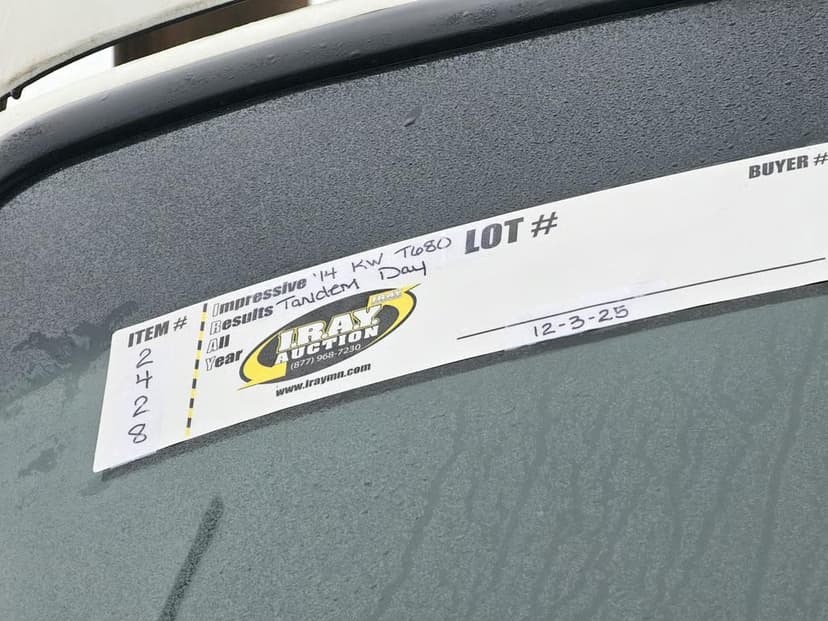 BUYER #
LOT #
ITEM #
2
4
2
8
Impressive '14 KW T680
Results Tandem Day
All
Year
IRAY
AUCTION
(877) 968-7230
www.iraymn.com
12-3-25